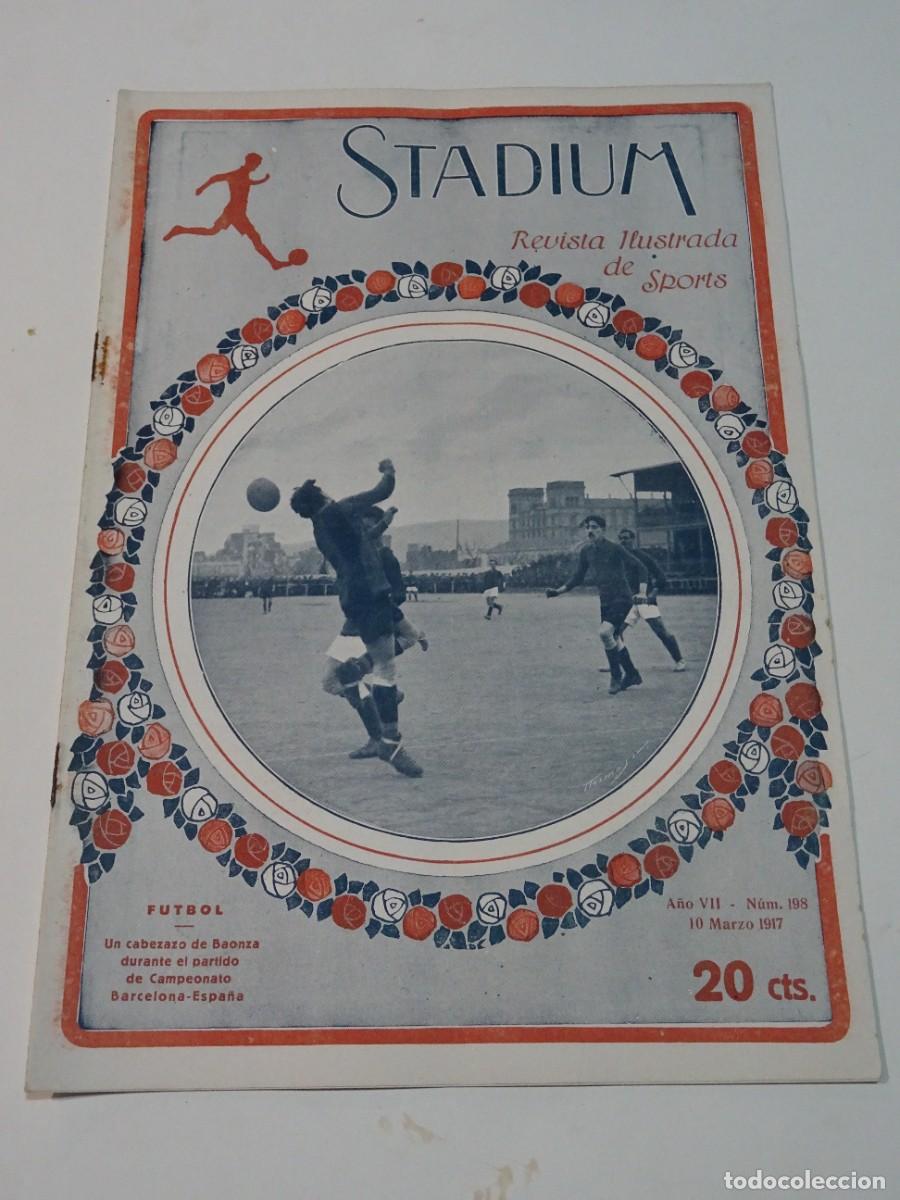 STADIUM
Revista Ilustrada
de
Sports
FUTBOL
Un cabezazo de Baonza
durante el partido
de Campeonato
Barcelona-España
Año VII - Núm. 198
10 Marzo 1917
20 cts.
todocoleccion